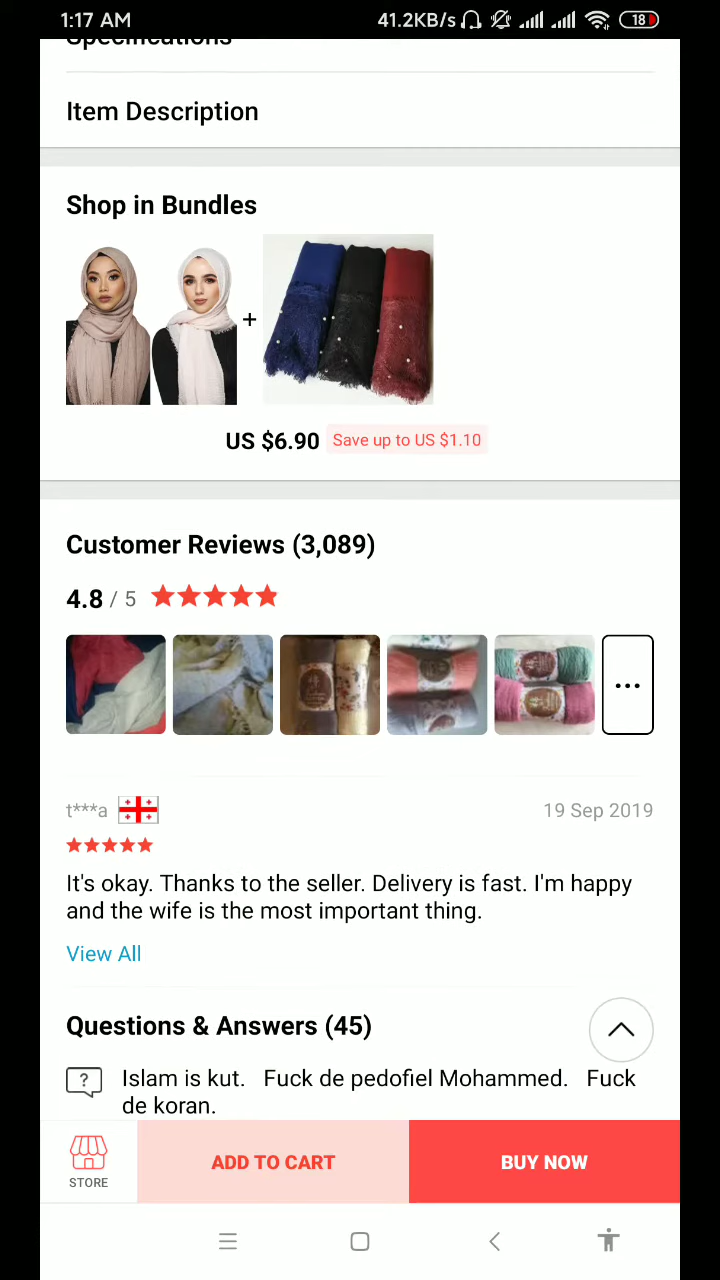 1:17 AM 41.2KB/s 18
Specifications
Item Description
Shop in Bundles
+
US $6.90 Save up to US $1.10
Customer Reviews (3,089)
4.8 / 5
...
t***a 19 Sep 2019
It's okay. Thanks to the seller. Delivery is fast. I'm happy
and the wife is the most important thing.
View All
Questions & Answers (45)
? Islam is kut. Fuck de pedofiel Mohammed. Fuck
de koran.
STORE ADD TO CART BUY NOW